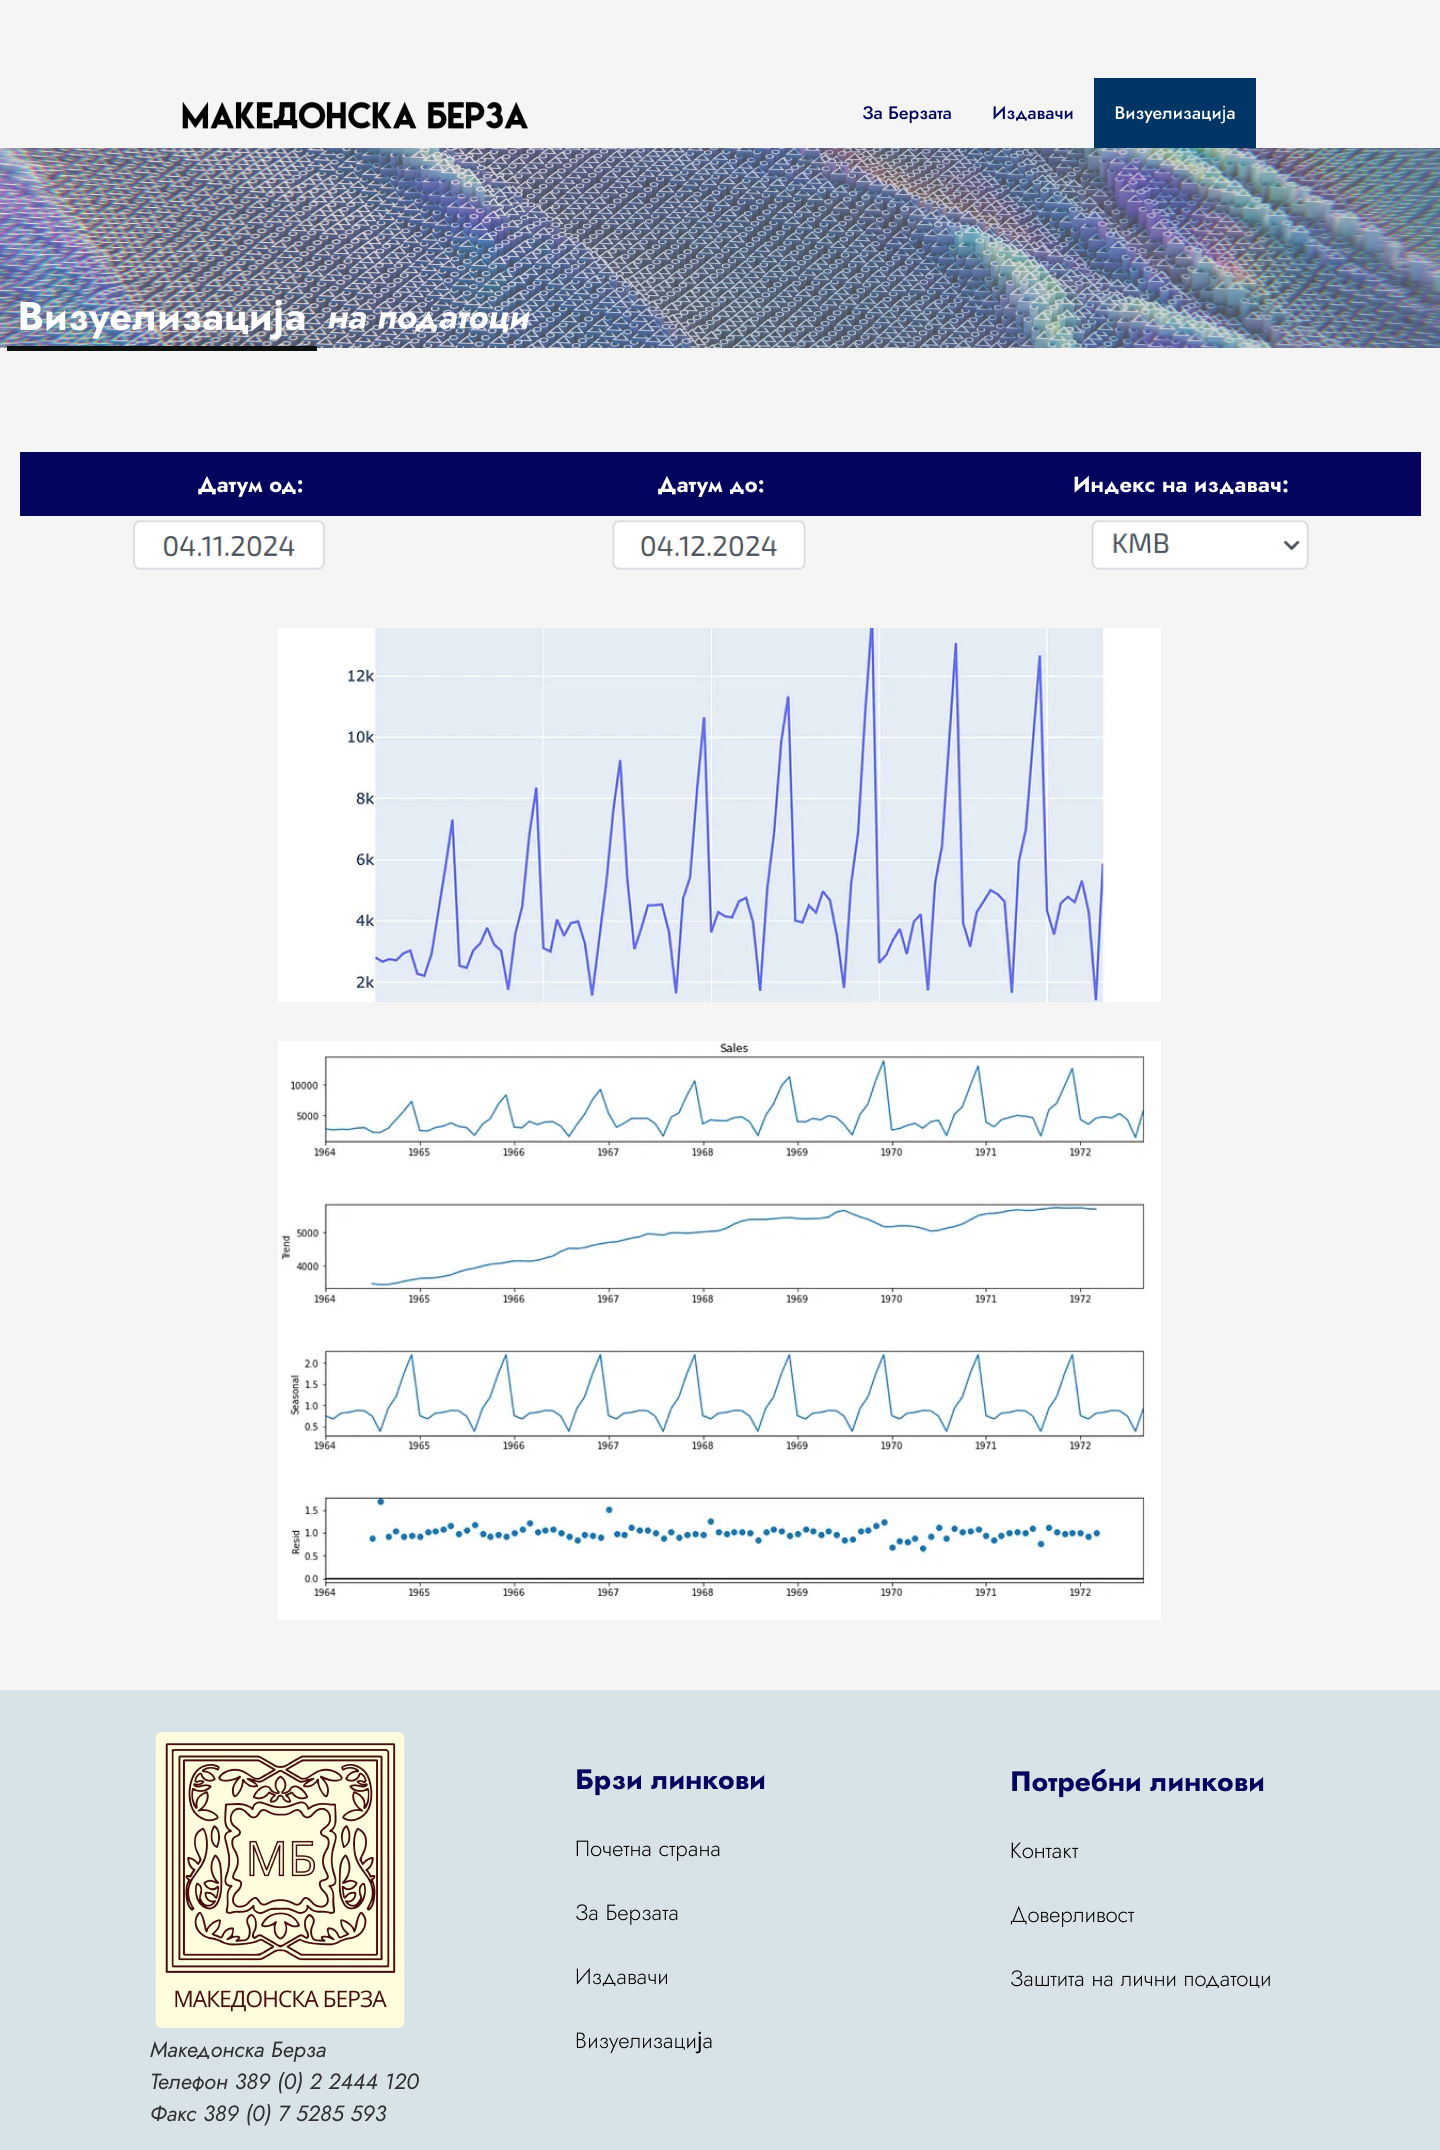 МАКЕДОНСКА БЕРЗА
За Берзата Издавачи Визуелизација
Визуелизација на податоци
Датум од: Датум до: Индекс на издавач:
04.11.2024 04.12.2024 KMB
12k
10k
8k
6k
4k
2k
Sales
10000
5000
1964 1965 1966 1967 1968 1969 1970 1971 1972
Trend
5000
4000
1964 1965 1966 1967 1968 1969 1970 1971 1972
Seasonal
2.0
1.5
1.0
0.5
1964 1965 1966 1967 1968 1969 1970 1971 1972
Resid
1.5
1.0
0.5
0.0
1964 1965 1966 1967 1968 1969 1970 1971 1972
МБ
МАКЕДОНСКА БЕРЗА
Македонска Берза
Телефон 389 (0) 2 2444 120
Факс 389 (0) 7 5285 593
Брзи линкови
Почетна страна
За Берзата
Издавачи
Визуелизација
Потребни линкови
Контакт
Доверливост
Заштита на лични податоци